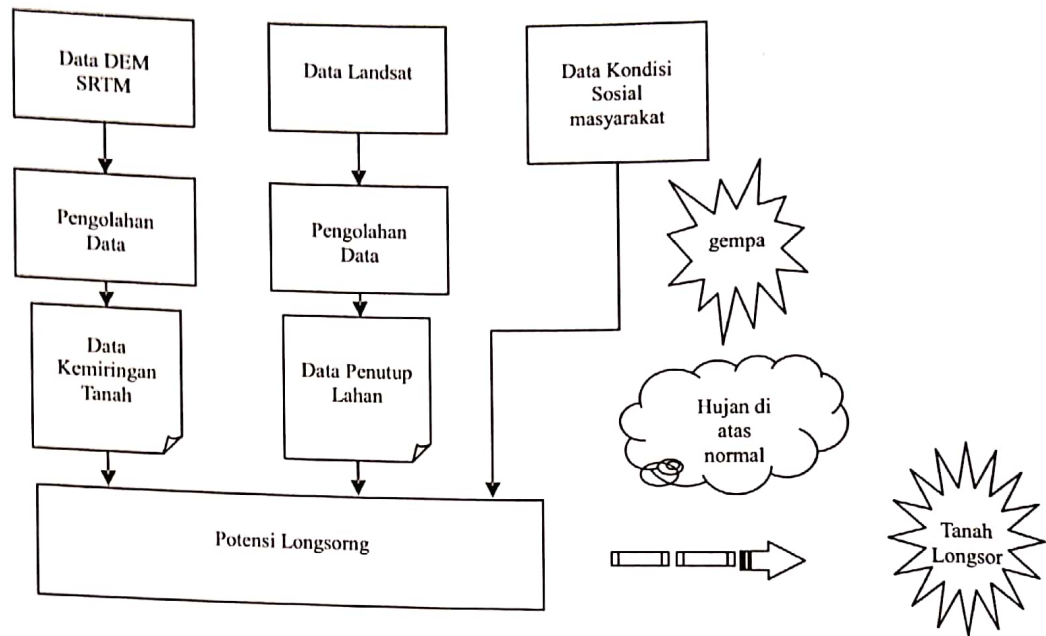 Data DEM
SRTM
Data Landsat
Data Kondisi
Sosial
masyarakat
Pengolahan
Data
Pengolahan
Data
gempa
Data
Kemiringan
Tanah
Data Penutup
Lahan
Hujan di
atas
normal
Potensi Longsorng
Tanah
Longsor